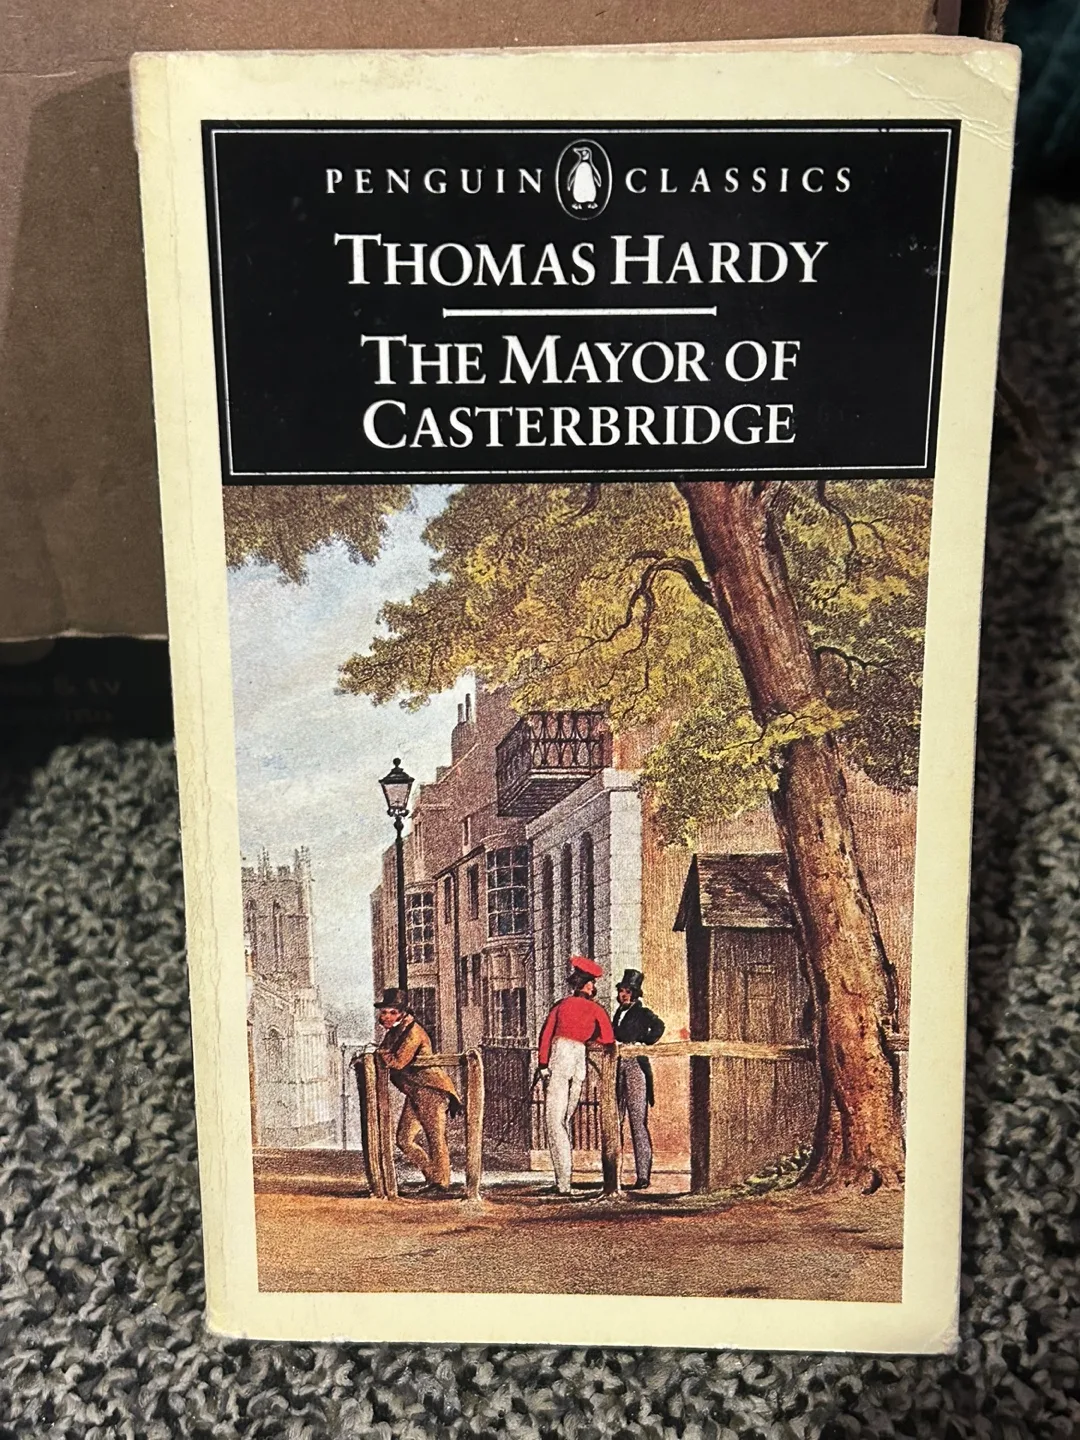 PENGUIN CLASSICS
THOMAS HARDY
THE MAYOR OF
CASTERBRIDGE